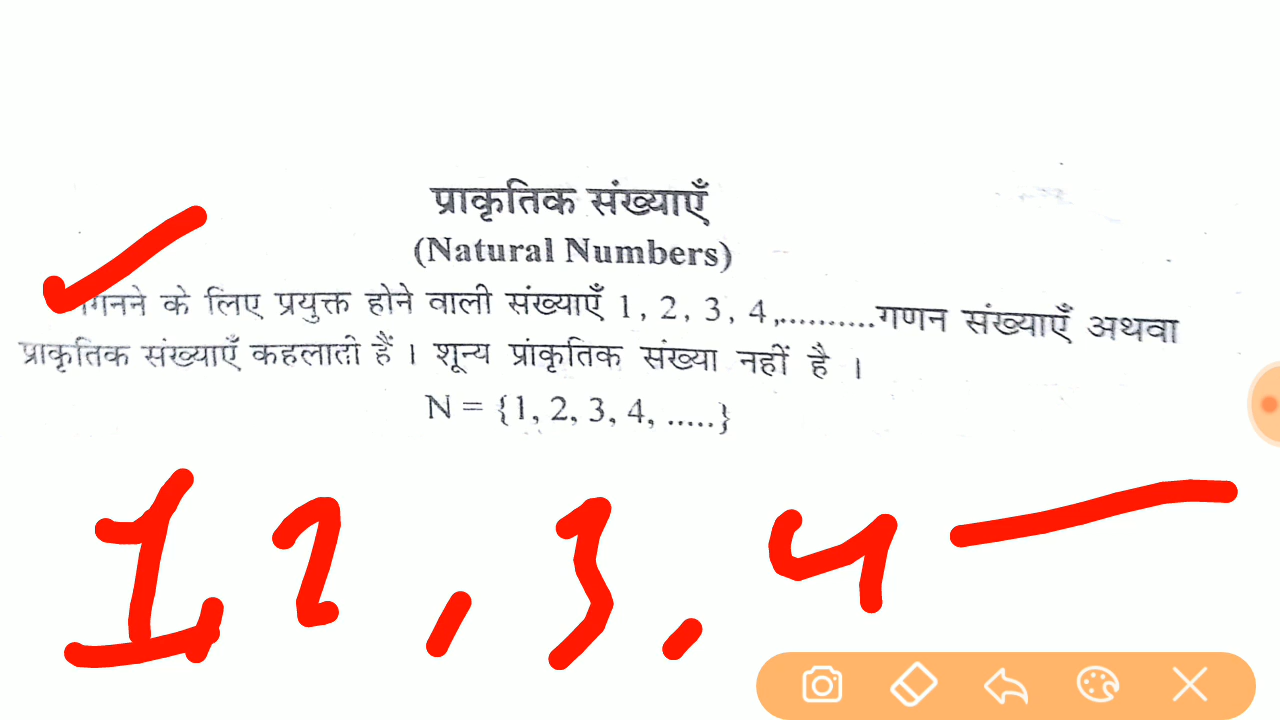 प्राकृतिक संख्याएँ
(Natural Numbers)
गिनने के लिए प्रयुक्त होने वाली संख्याएँ 1, 2, 3, 4,..........गणन संख्याएँ अथवा
प्राकृतिक संख्याएँ कहलाती हैं । शून्य प्रांकृतिक संख्या नहीं है ।
N = {1, 2, 3, 4, .....}
1, 2 , 3 , 4